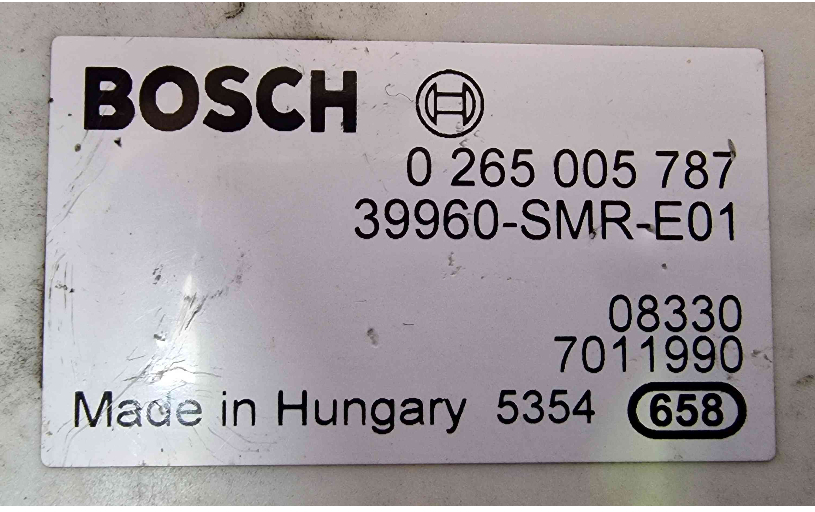 BOSCH
0 265 005 787
39960-SMR-E01
08330
7011990
Made in Hungary 5354 658